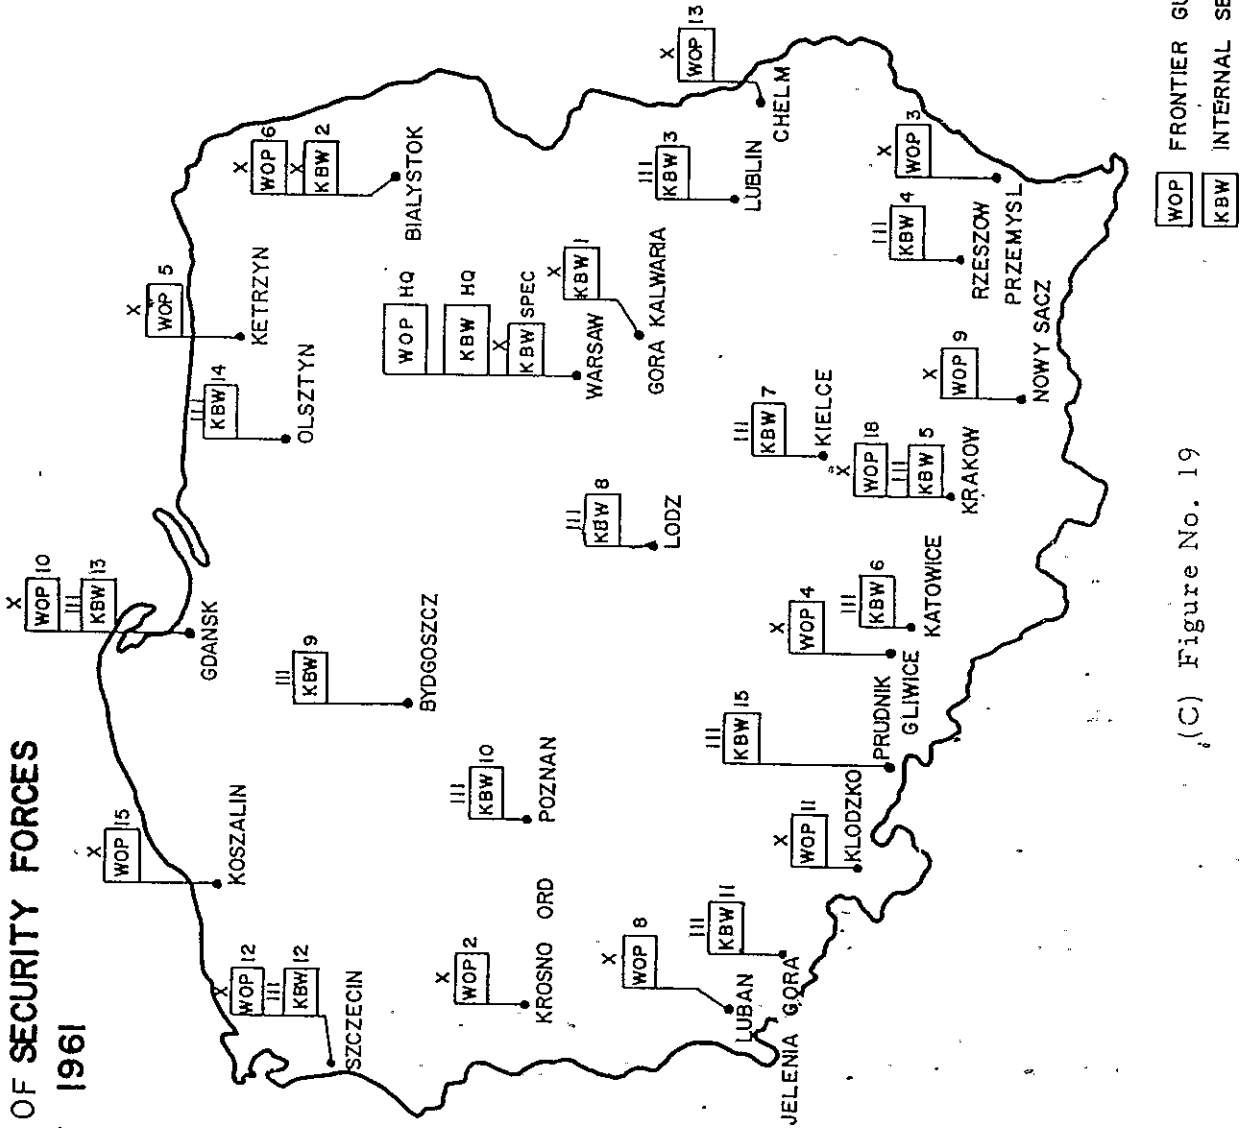 OF SECURITY FORCES
1961
X
WOP 10
III
KBW 13
GDANSK
X
WOP 15
KOSZALIN
X
WOP 5
KETRZYN
III
KBW 14
OLSZTYN
X
WOP 12
III
KBW 12
SZCZECIN
X
WOP 6
X
KBW 2
BIALYSTOK
III
KBW 9
BYDGOSZCZ
WOP HQ
KBW HQ
X
KBW SPEC
WARSAW
X
WOP 2
KROSNO ORD
III
KBW 10
POZNAN
X
KBW 1
GORA KALWARIA
III
KBW 8
LODZ
X
WOP 13
CHELM
III
KBW 3
LUBLIN
X
WOP 8
LUBAN
III
KBW 11
JELENIA GORA
III
KBW 15
PRUDNIK
III
KBW 7
KIELCE
X
WOP 11
KLODZKO
X
WOP 4
GLIWICE
III
KBW 6
KATOWICE
X
WOP 18
III
KBW 5
KRAKOW
III
KBW 4
RZESZOW
X
WOP 3
PRZEMYSL
X
WOP 9
NOWY SACZ
WOP FRONTIER
KBW INTERNAL
(C) Figure No. 19